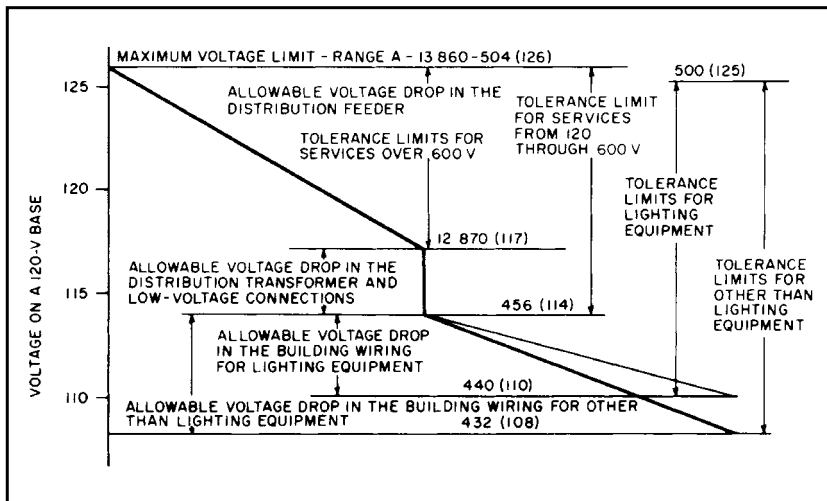 MAXIMUM VOLTAGE LIMIT - RANGE A - 13 860-504 (126)
500 (125)
125
ALLOWABLE VOLTAGE DROP IN THE
DISTRIBUTION FEEDER
TOLERANCE LIMIT
FOR SERVICES
FROM 120
THROUGH 600 V
TOLERANCE LIMITS FOR
SERVICES OVER 600 V
120
TOLERANCE
LIMITS FOR
LIGHTING
EQUIPMENT
12 870 (117)
ALLOWABLE VOLTAGE DROP IN THE
DISTRIBUTION TRANSFORMER AND
LOW-VOLTAGE CONNECTIONS
TOLERANCE
LIMITS FOR
OTHER THAN
LIGHTING
EQUIPMENT
115
456 (114)
ALLOWABLE VOLTAGE DROP
IN THE BUILDING WIRING
FOR LIGHTING EQUIPMENT
440 (110)
110
ALLOWABLE VOLTAGE DROP IN THE BUILDING WIRING FOR OTHER
THAN LIGHTING EQUIPMENT
432 (108)
VOLTAGE ON A 120-V BASE